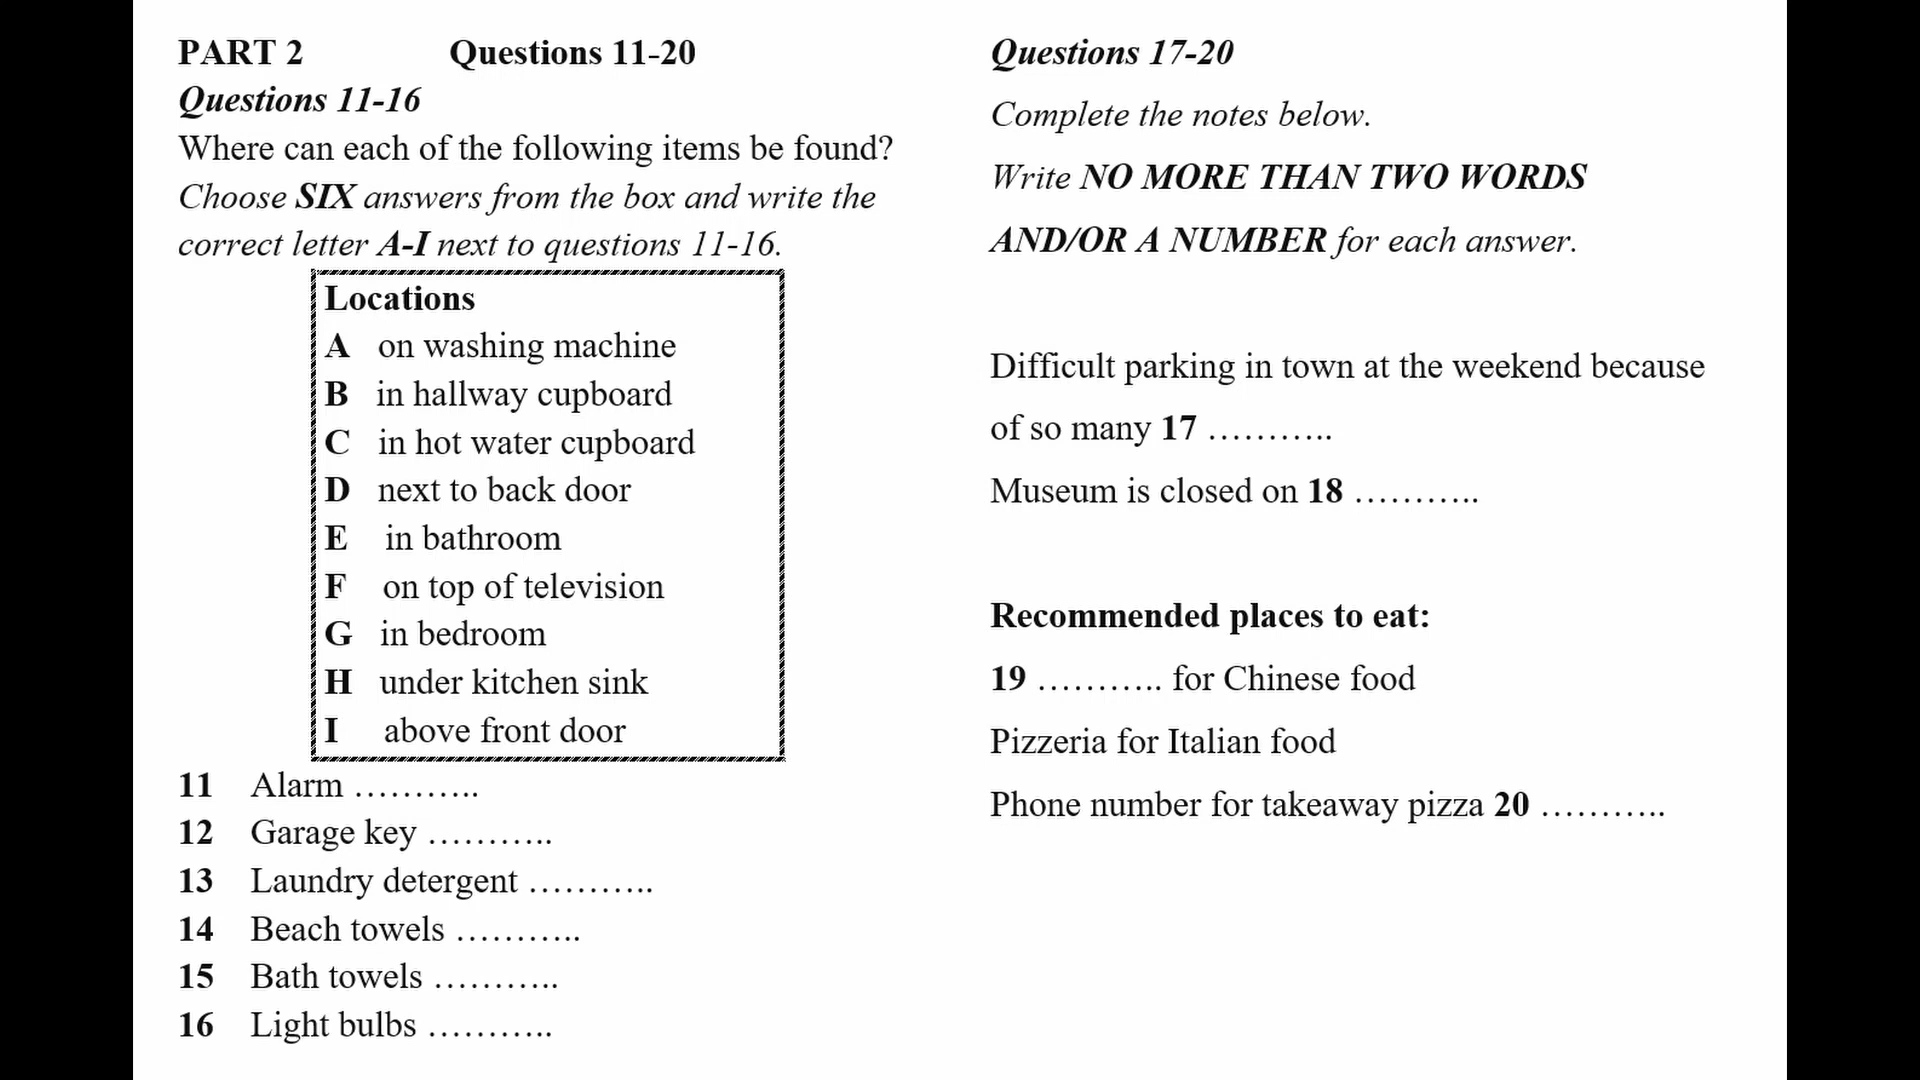 PART 2 Questions 11-20
Questions 11-16
Where can each of the following items be found?
Choose SIX answers from the box and write the
correct letter A-I next to questions 11-16.
Locations
A on washing machine
B in hallway cupboard
C in hot water cupboard
D next to back door
E in bathroom
F on top of television
G in bedroom
H under kitchen sink
I above front door
11 Alarm ………..
12 Garage key ………..
13 Laundry detergent ………..
14 Beach towels ………..
15 Bath towels ………..
16 Light bulbs ………..
Questions 17-20
Complete the notes below.
Write NO MORE THAN TWO WORDS
AND/OR A NUMBER for each answer.
Difficult parking in town at the weekend because
of so many 17 ………..
Museum is closed on 18 ………..
Recommended places to eat:
19 ……….. for Chinese food
Pizzeria for Italian food
Phone number for takeaway pizza 20 ………..